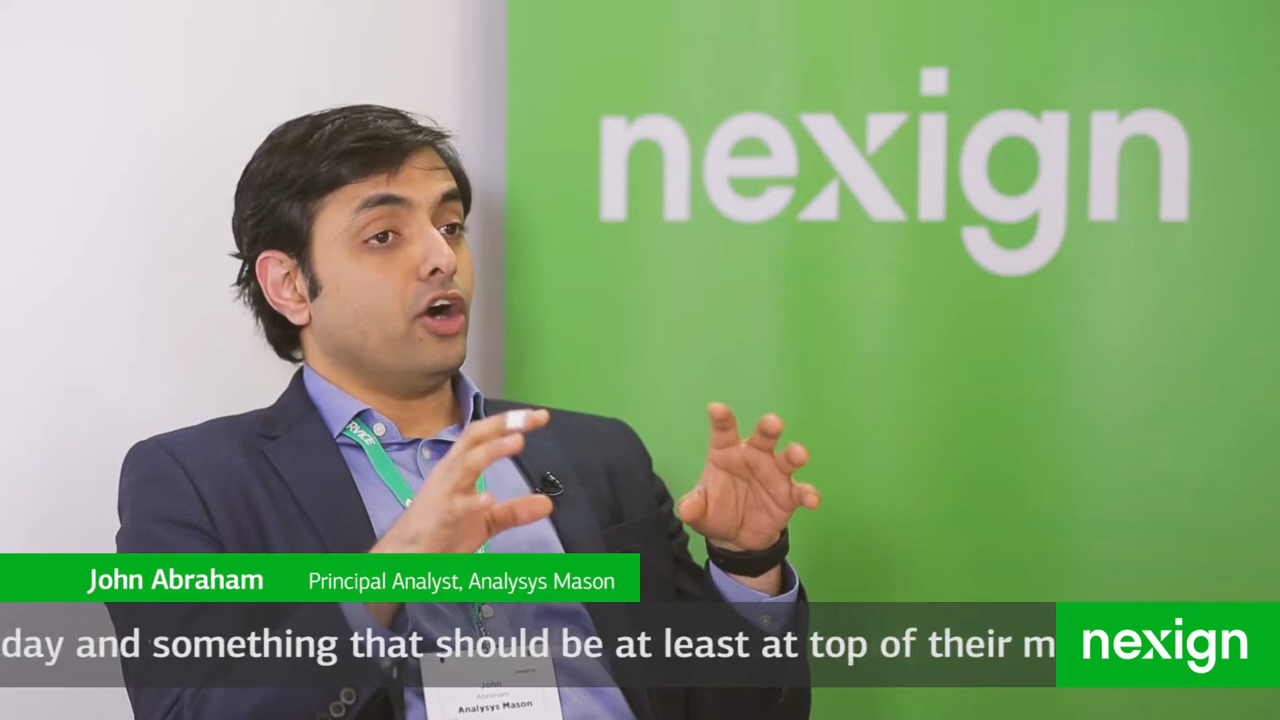 nexign
RVICE
John Abraham Principal Analyst, Analysys Mason
day and something that should be at least at top of their m
nexign
John
Abraham
Analysys Mason